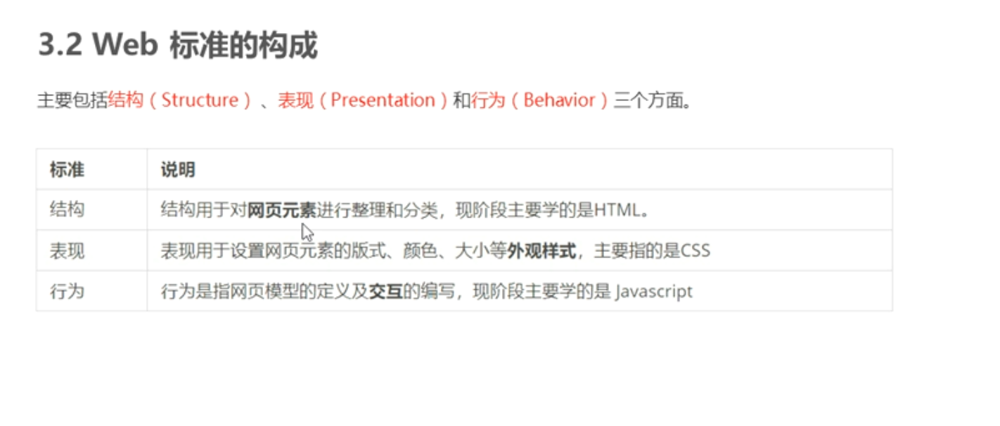 3.2 Web 标准的构成
主要包括结构（Structure）、表现（Presentation）和行为（Behavior）三个方面。
标准 说明
结构 结构用于对网页元素进行整理和分类，现阶段主要学的是HTML。
表现 表现用于设置网页元素的版式、颜色、大小等外观样式，主要指的是CSS
行为 行为是指网页模型的定义及交互的编写，现阶段主要学的是 Javascript